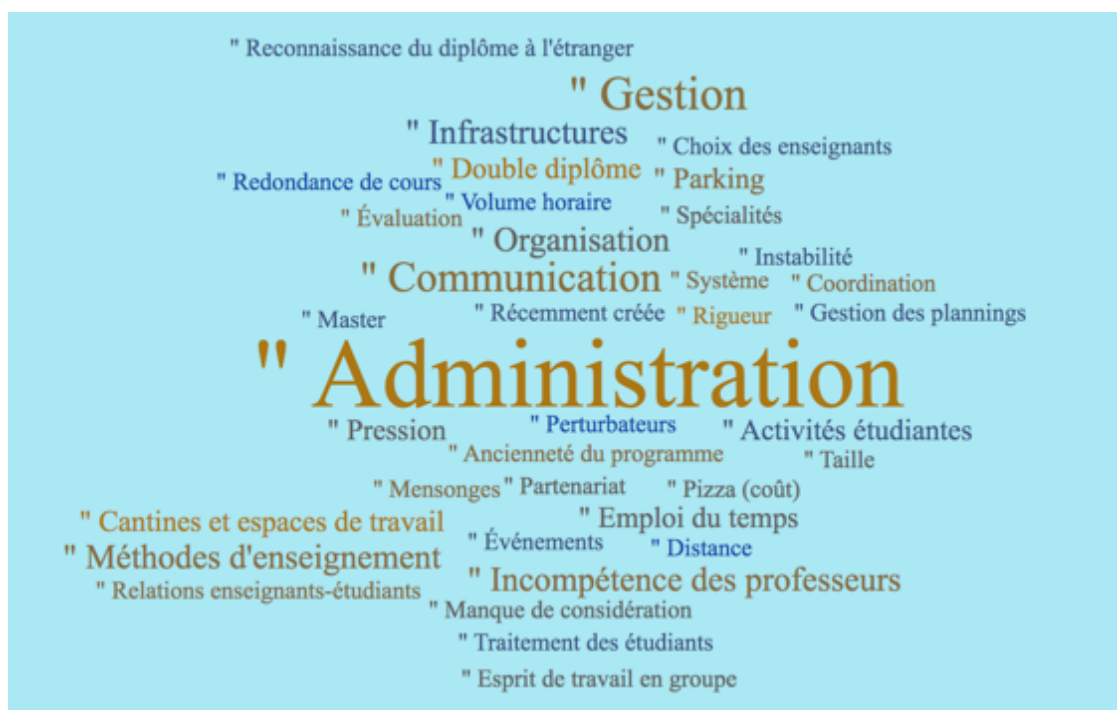 " Reconnaissance du diplôme à l'étranger
" Gestion
" Infrastructures
" Choix des enseignants
" Double diplôme
" Parking
" Redondance de cours
" Volume horaire
" Évaluation
" Spécialités
" Organisation
" Instabilité
" Communication
" Système
" Coordination
" Master
" Récemment créée
" Rigueur
" Gestion des plannings
" Administration
" Pression
" Perturbateurs
" Activités étudiantes
" Ancienneté du programme
" Taille
" Mensonges
" Partenariat
" Pizza (coût)
" Cantines et espaces de travail
" Emploi du temps
" Événements
" Distance
" Méthodes d'enseignement
" Incompétence des professeurs
" Relations enseignants-étudiants
" Manque de considération
" Traitement des étudiants
" Esprit de travail en groupe